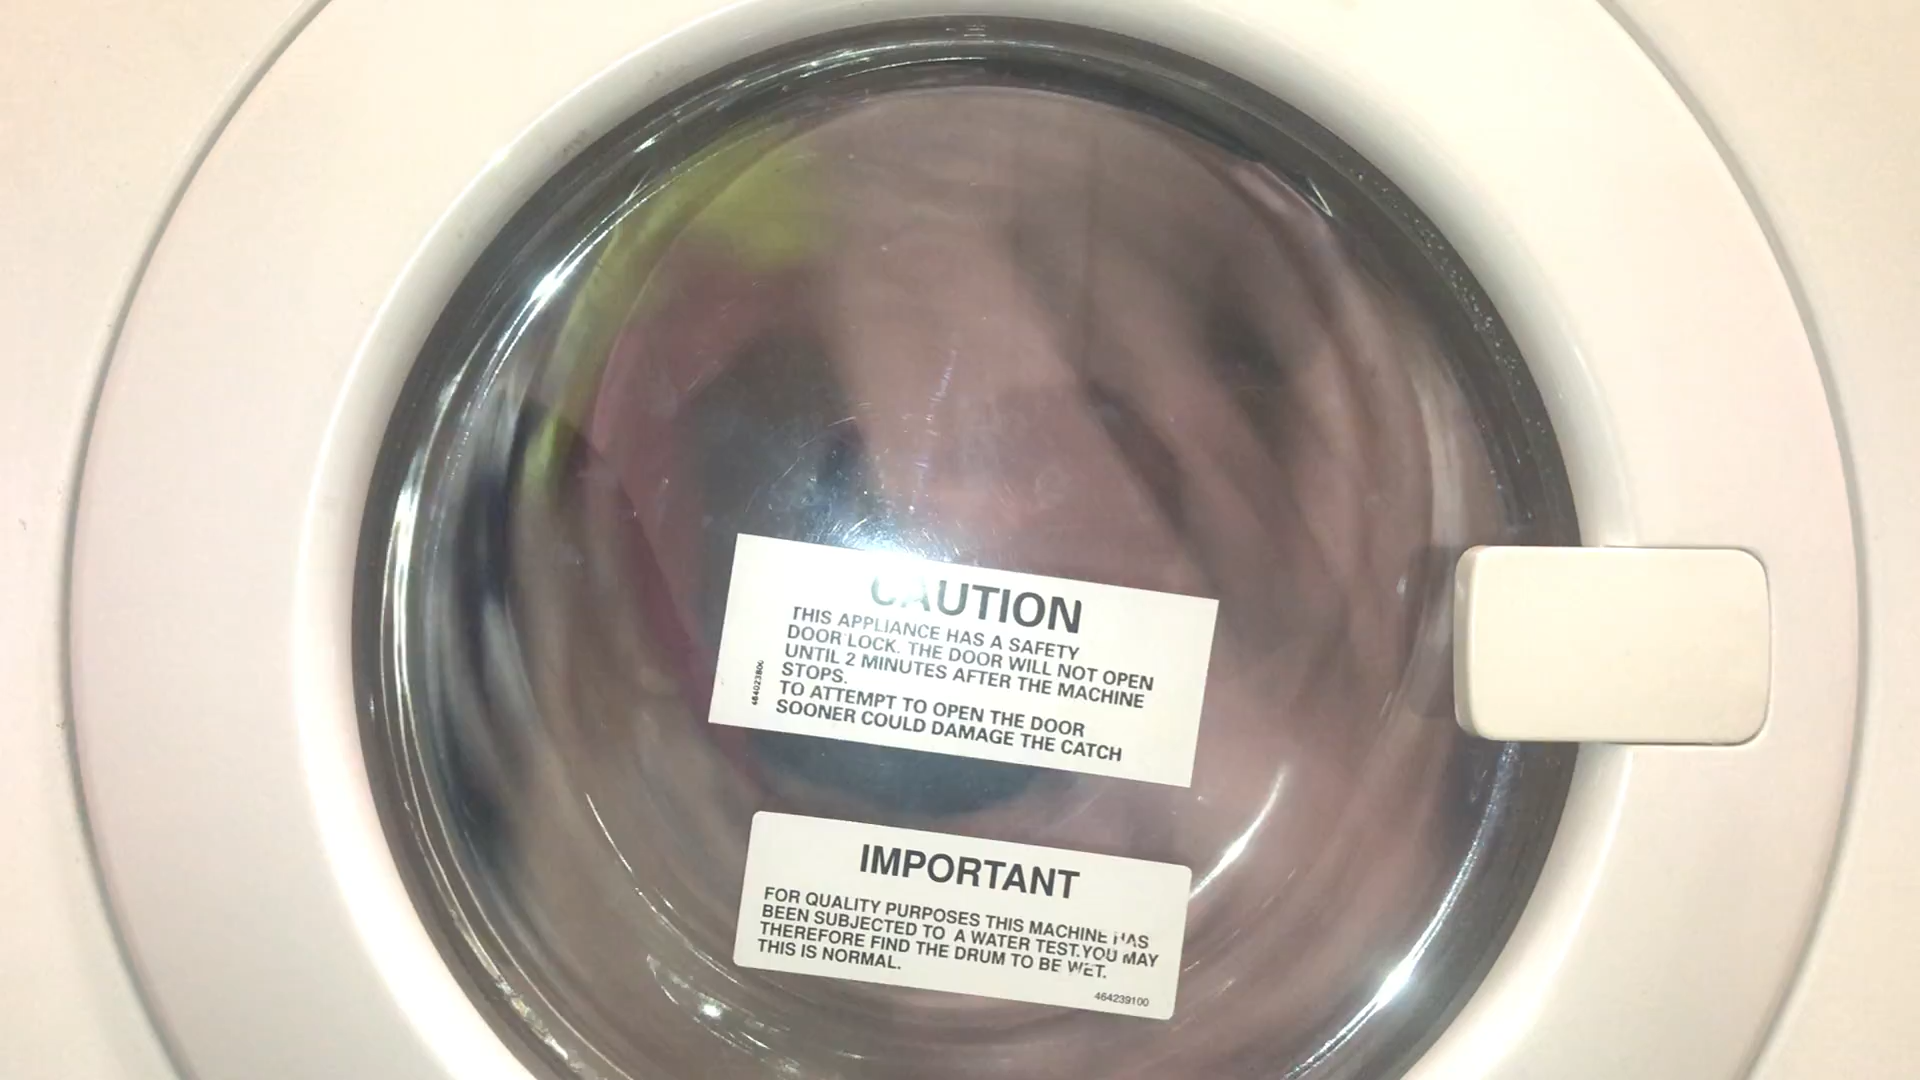 CAUTION
THIS APPLIANCE HAS A SAFETY
DOOR LOCK. THE DOOR WILL NOT OPEN
UNTIL 2 MINUTES AFTER THE MACHINE
STOPS.
TO ATTEMPT TO OPEN THE DOOR
SOONER COULD DAMAGE THE CATCH
IMPORTANT
FOR QUALITY PURPOSES THIS MACHINE HAS
BEEN SUBJECTED TO A WATER TEST.YOU MAY
THEREFORE FIND THE DRUM TO BE WET.
THIS IS NORMAL.
464239100